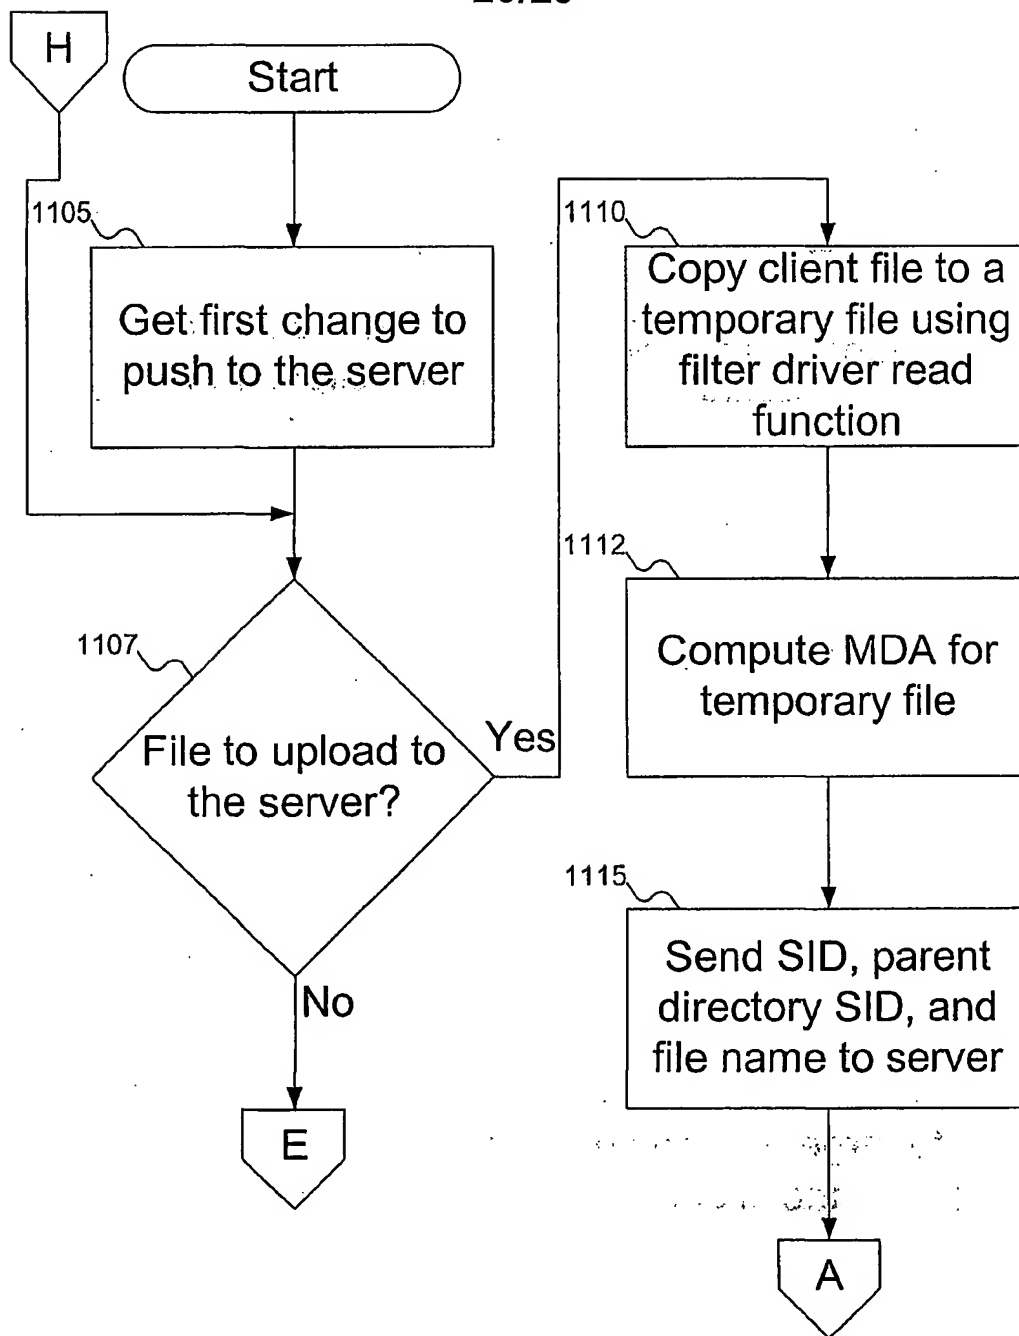 H
Start
1105
Get first change to
push to the server
1107
File to upload to
the server?
Yes
No
E
1110
Copy client file to a
temporary file using
filter driver read
function
1112
Compute MDA for
temporary file
1115
Send SID, parent
directory SID, and
file name to server
A